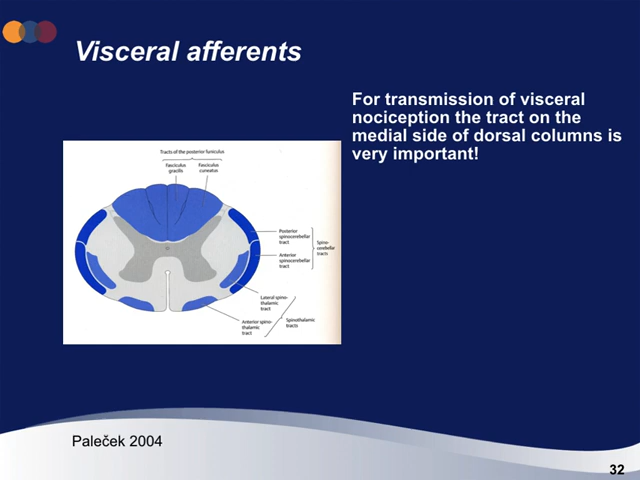 Visceral afferents
For transmission of visceral
nociception the tract on the
medial side of dorsal columns is
very important!
Tracts of the posterior funiculus
Fasciculus
gracilis
Fasciculus
cuneatus
Posterior
spinocerebellar
tract
Anterior
spinocerebellar
tract
Spino-
cerebellar
tracts
Lateral spino-
thalamic
tract
Anterior spino-
thalamic
tract
Spinothalamic
tracts
Paleček 2004
32